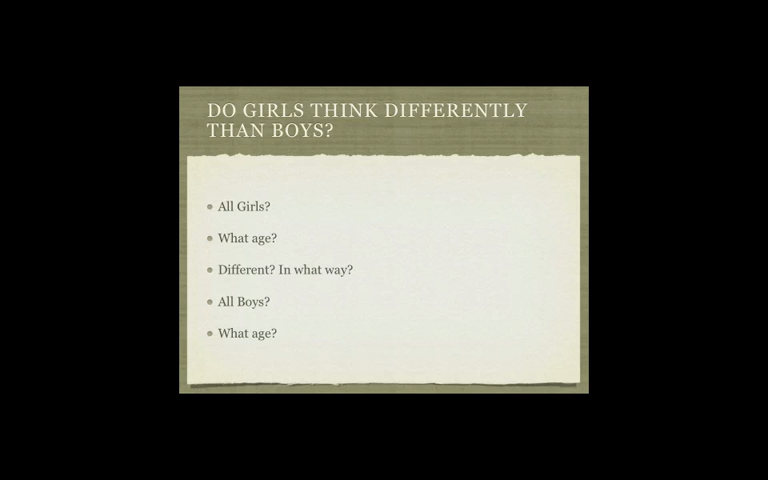 DO GIRLS THINK DIFFERENTLY
THAN BOYS?
All Girls?
What age?
Different? In what way?
All Boys?
What age?